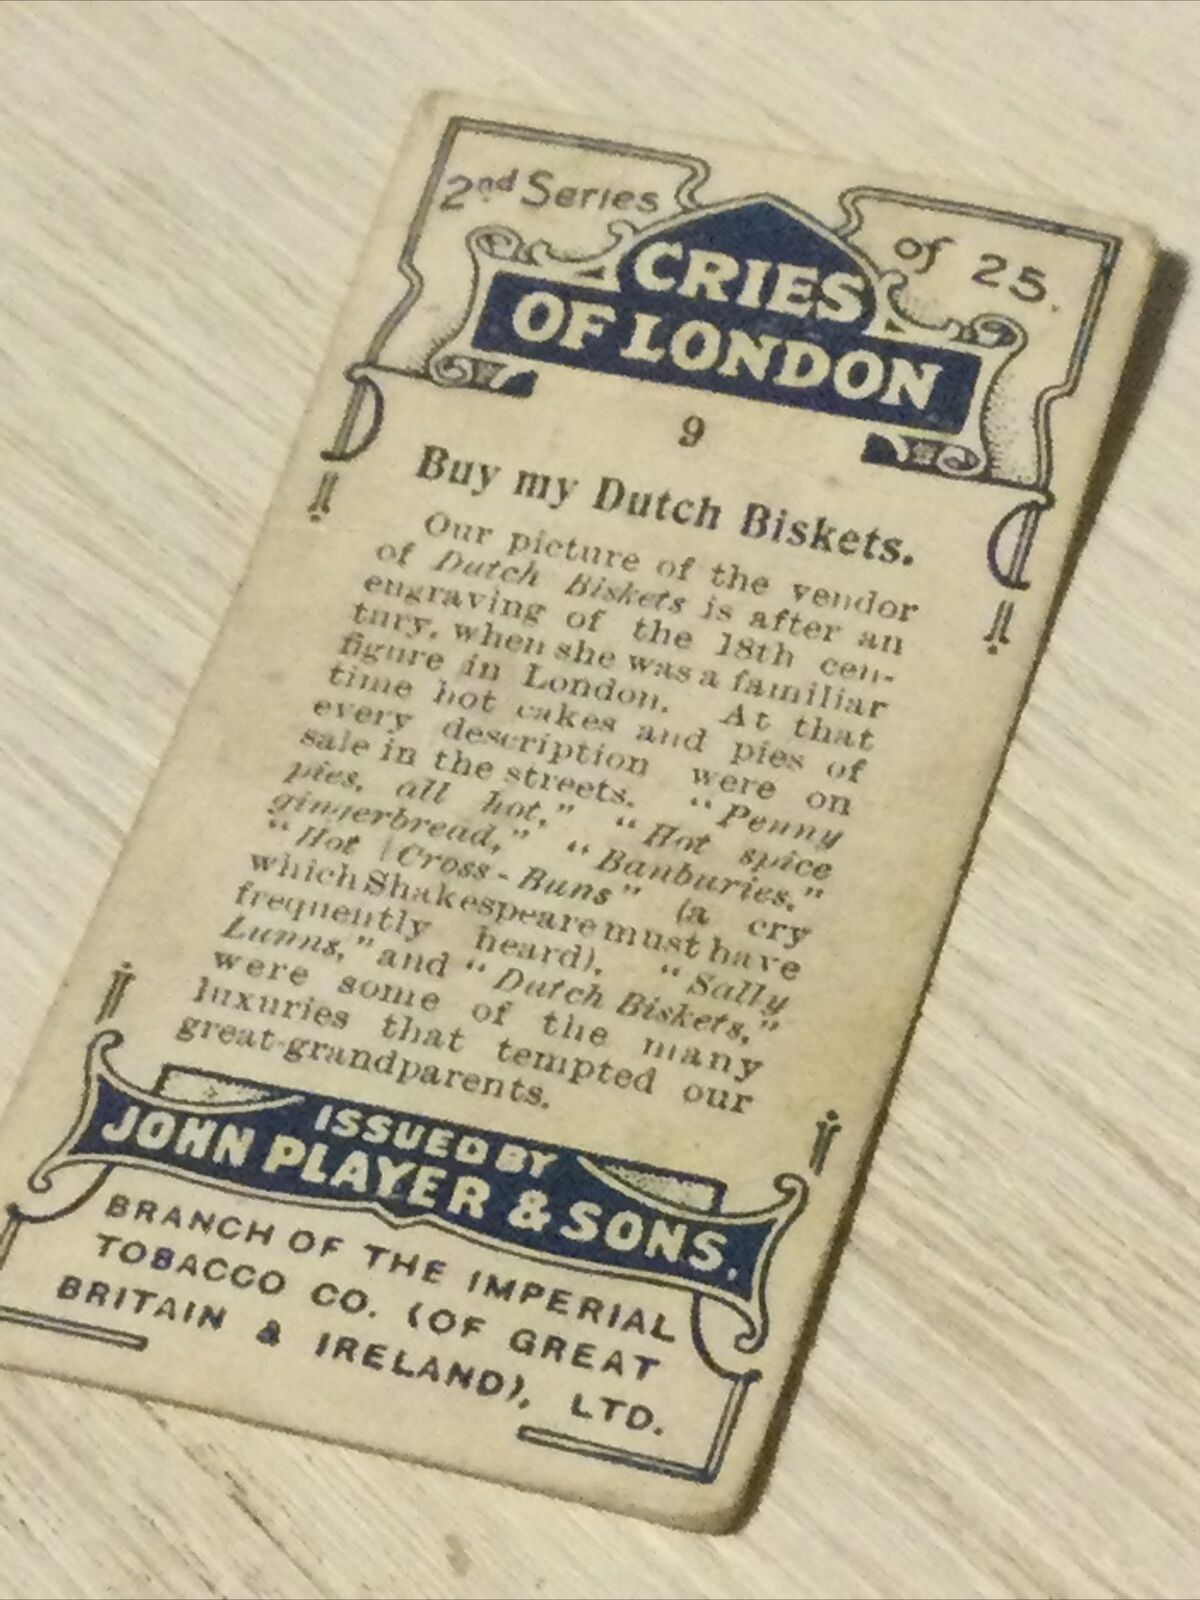 2nd Series of 25.
CRIES
OF LONDON
9
Buy my Dutch Biskets.
Our picture of the vendor
of Dutch Biskets is after an
engraving of the 18th cen-
tury, when she was a familiar
figure in London. At that
time hot cakes and pies of
every description were on
sale in the streets. "Penny
pies, all hot," "Hot spice
gingerbread," "Banburies,"
"Hot Cross-Buns" (a cry
which Shakespeare must have
frequently heard). "Sally
Lunns," and "Dutch Biskets,"
were some of the many
luxuries that tempted our
great-grandparents.
ISSUED BY
JOHN PLAYER & SONS.
BRANCH OF THE IMPERIAL
TOBACCO CO. (OF GREAT
BRITAIN & IRELAND), LTD.